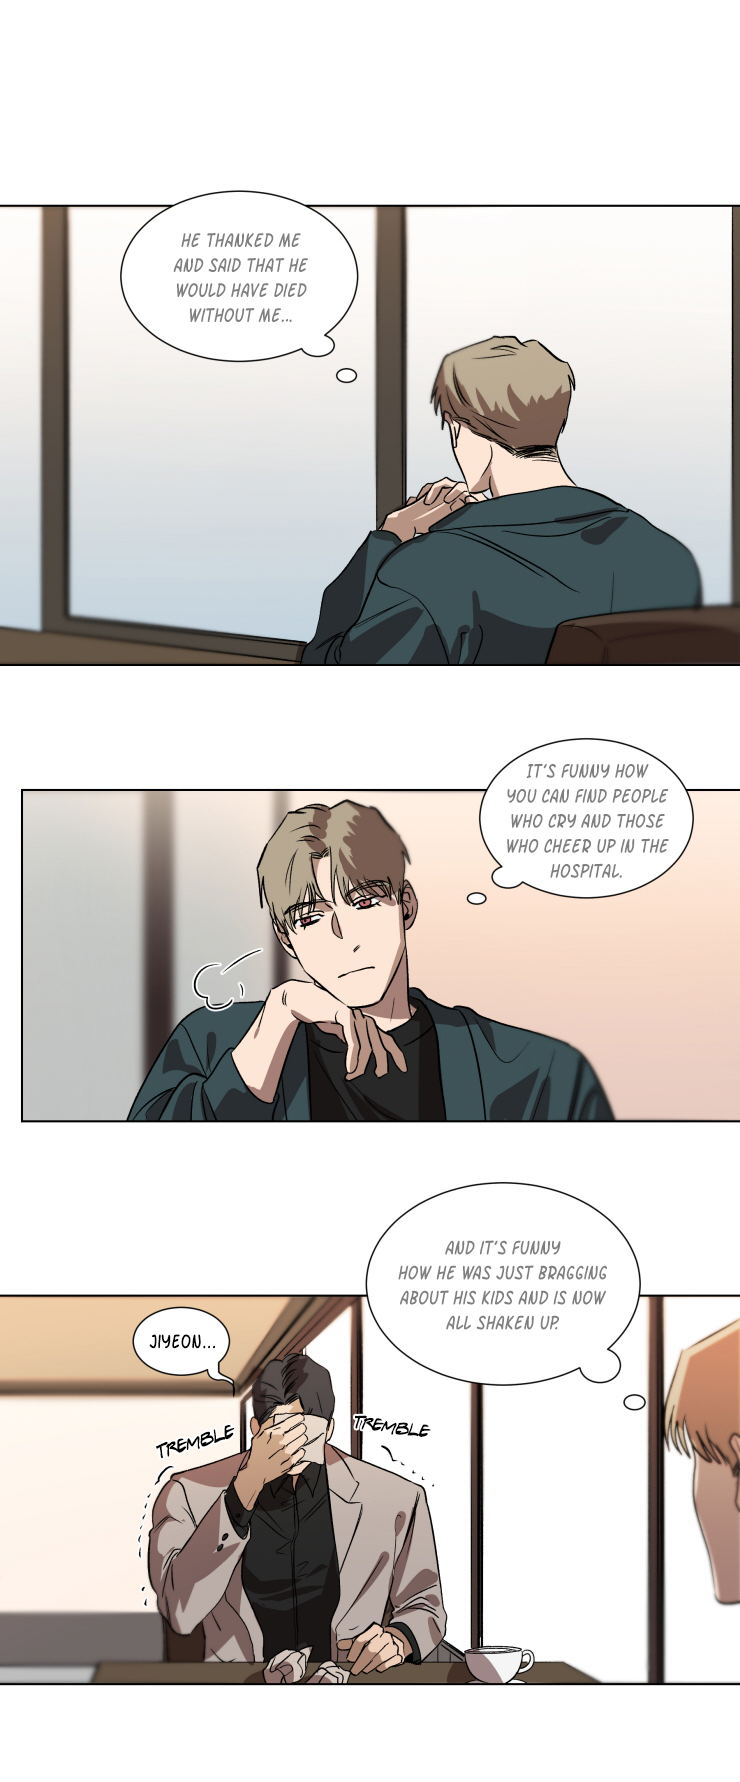 HE THANKED ME
AND SAID THAT HE
WOULD HAVE DIED
WITHOUT ME...
IT'S FUNNY HOW
YOU CAN FIND PEOPLE
WHO CRY AND THOSE
WHO CHEER UP IN THE
HOSPITAL.
AND IT'S FUNNY
HOW HE WAS JUST BRAGGING
ABOUT HIS KIDS AND IS NOW
ALL SHAKEN UP.
JIYEON...
TREMBLE
TREMBLE